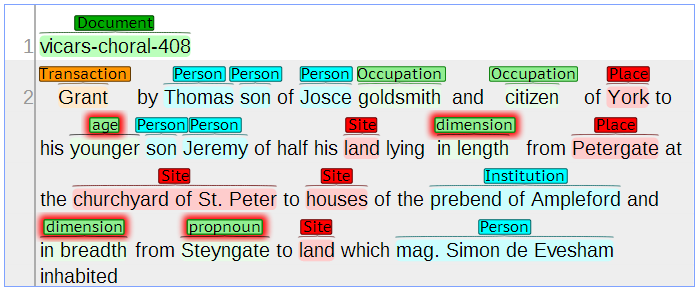 Document
1 vicars-choral-408
Transaction Person Person Person Occupation Occupation Place
2 Grant by Thomas son of Josce goldsmith and citizen of York to
age Person Person Site dimension Place
his younger son Jeremy of half his land lying in length from Petergate at
Site Site Institution
the churchyard of St. Peter to houses of the prebend of Ampleford and
dimension propnoun Site Person
in breadth from Steyngate to land which mag. Simon de Evesham
inhabited